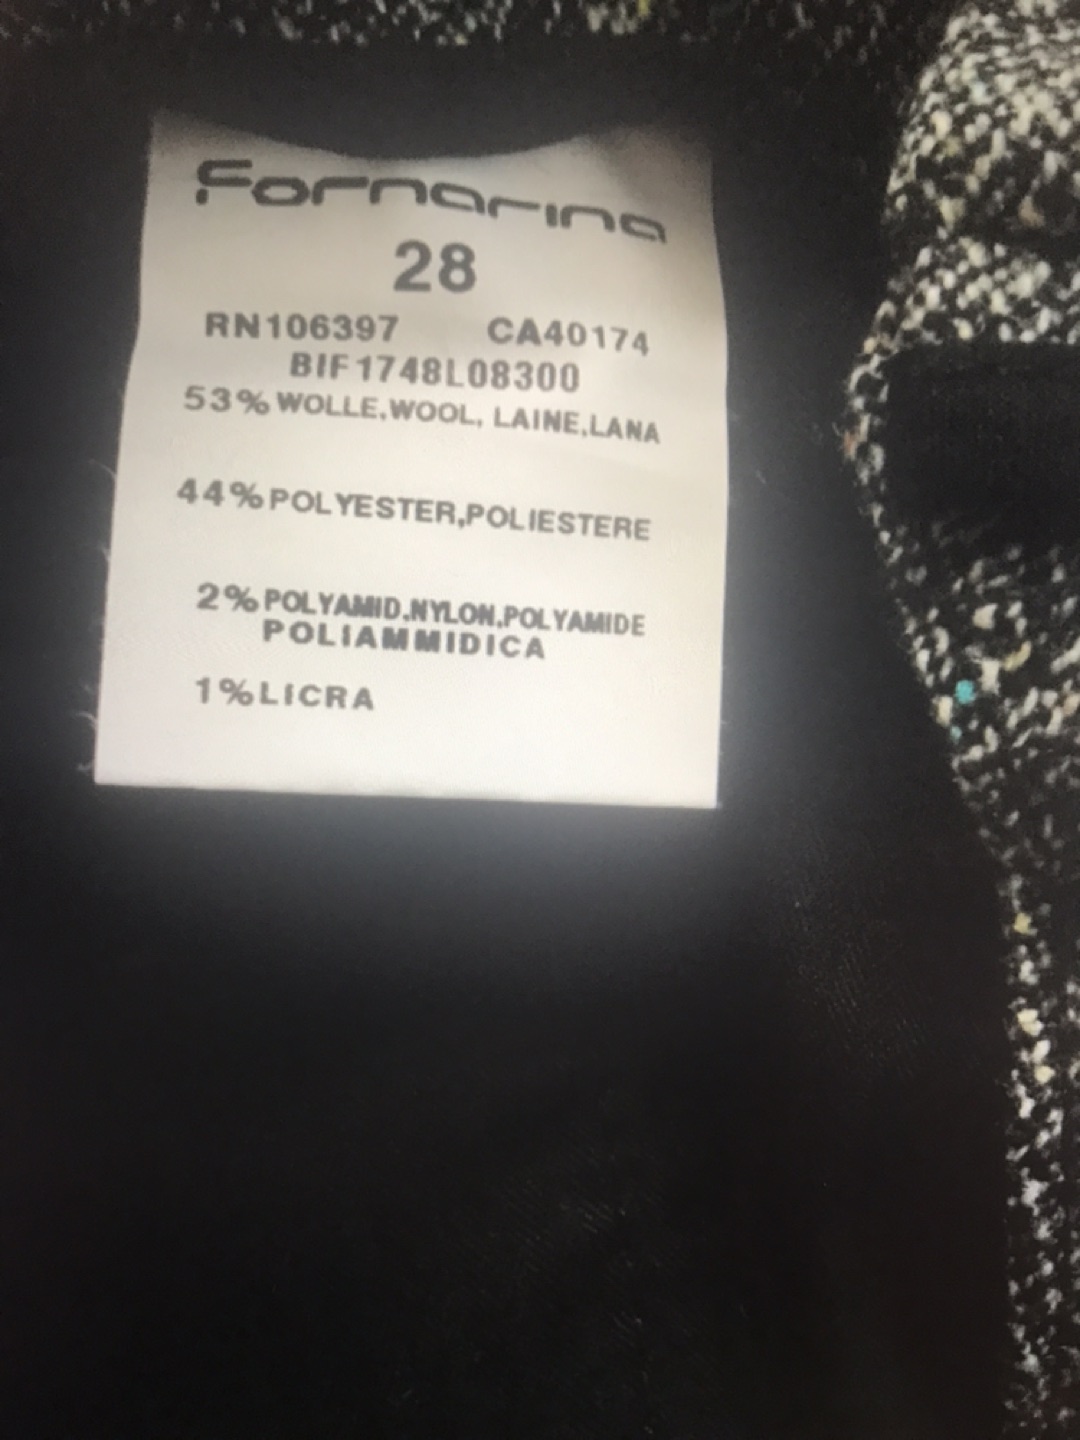 Fornarina
28
RN106397 CA40174
BIF1748L08300
53% WOLLE,WOOL, LAINE,LANA
44% POLYESTER,POLIESTERE
2% POLYAMID,NYLON,POLYAMIDE
POLIAMMIDICA
1% LICRA